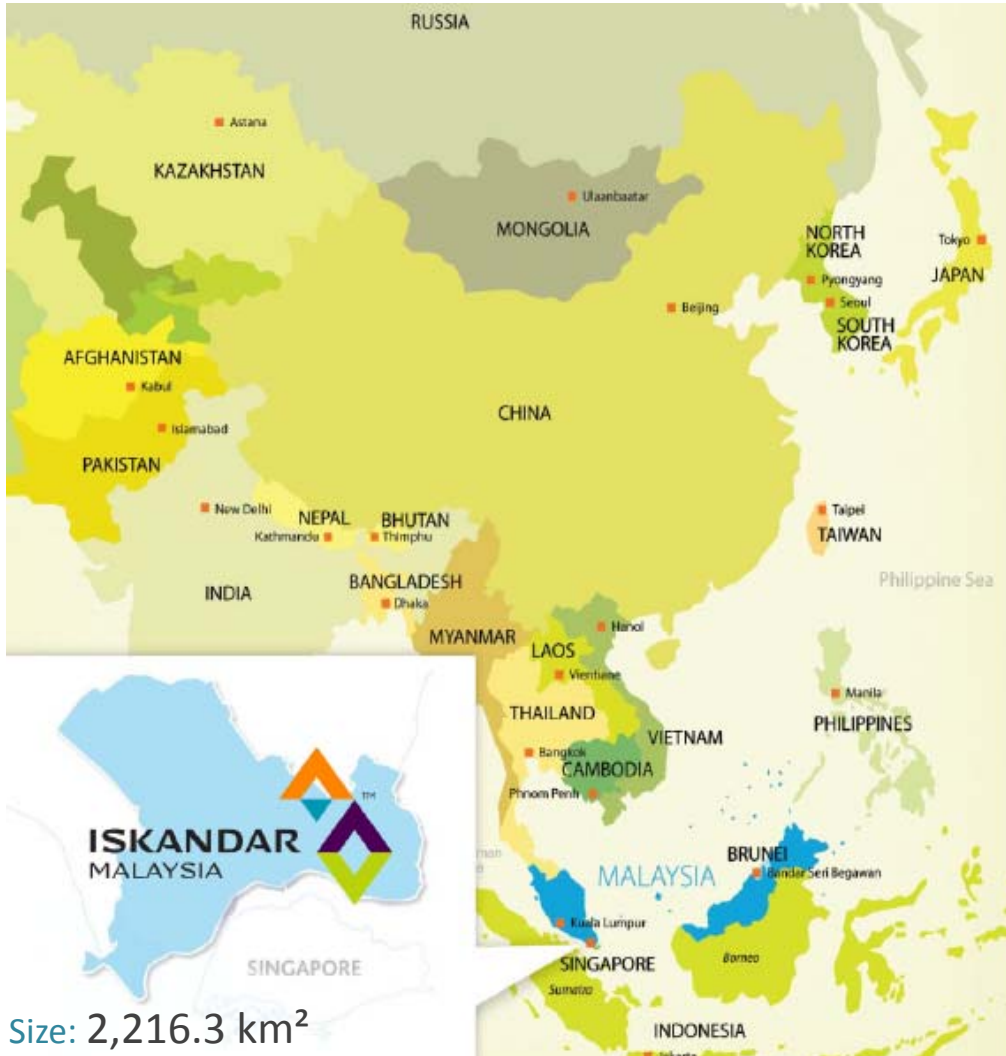 RUSSIA
Astana
KAZAKHSTAN
Ulaanbaatar
MONGOLIA
NORTH
KOREA
Tokyo
JAPAN
Pyongyang
Beijing
Seoul
SOUTH
KOREA
AFGHANISTAN
Kabul
CHINA
Islamabad
PAKISTAN
New Delhi
NEPAL
BHUTAN
Kathmandu
Thimphu
Taipei
TAIWAN
BANGLADESH
Dhaka
INDIA
Philippine Sea
MYANMAR
Hanoi
LAOS
Vientiane
Manila
THAILAND
PHILIPPINES
VIETNAM
Bangkok
CAMBODIA
Phnom Penh
BRUNEI
Bandar Seri Begawan
MALAYSIA
Kuala Lumpur
SINGAPORE
Borneo
Sumatra
INDONESIA
Jakarta
TM
ISKANDAR
MALAYSIA
SINGAPORE
Size: 2,216.3 km²